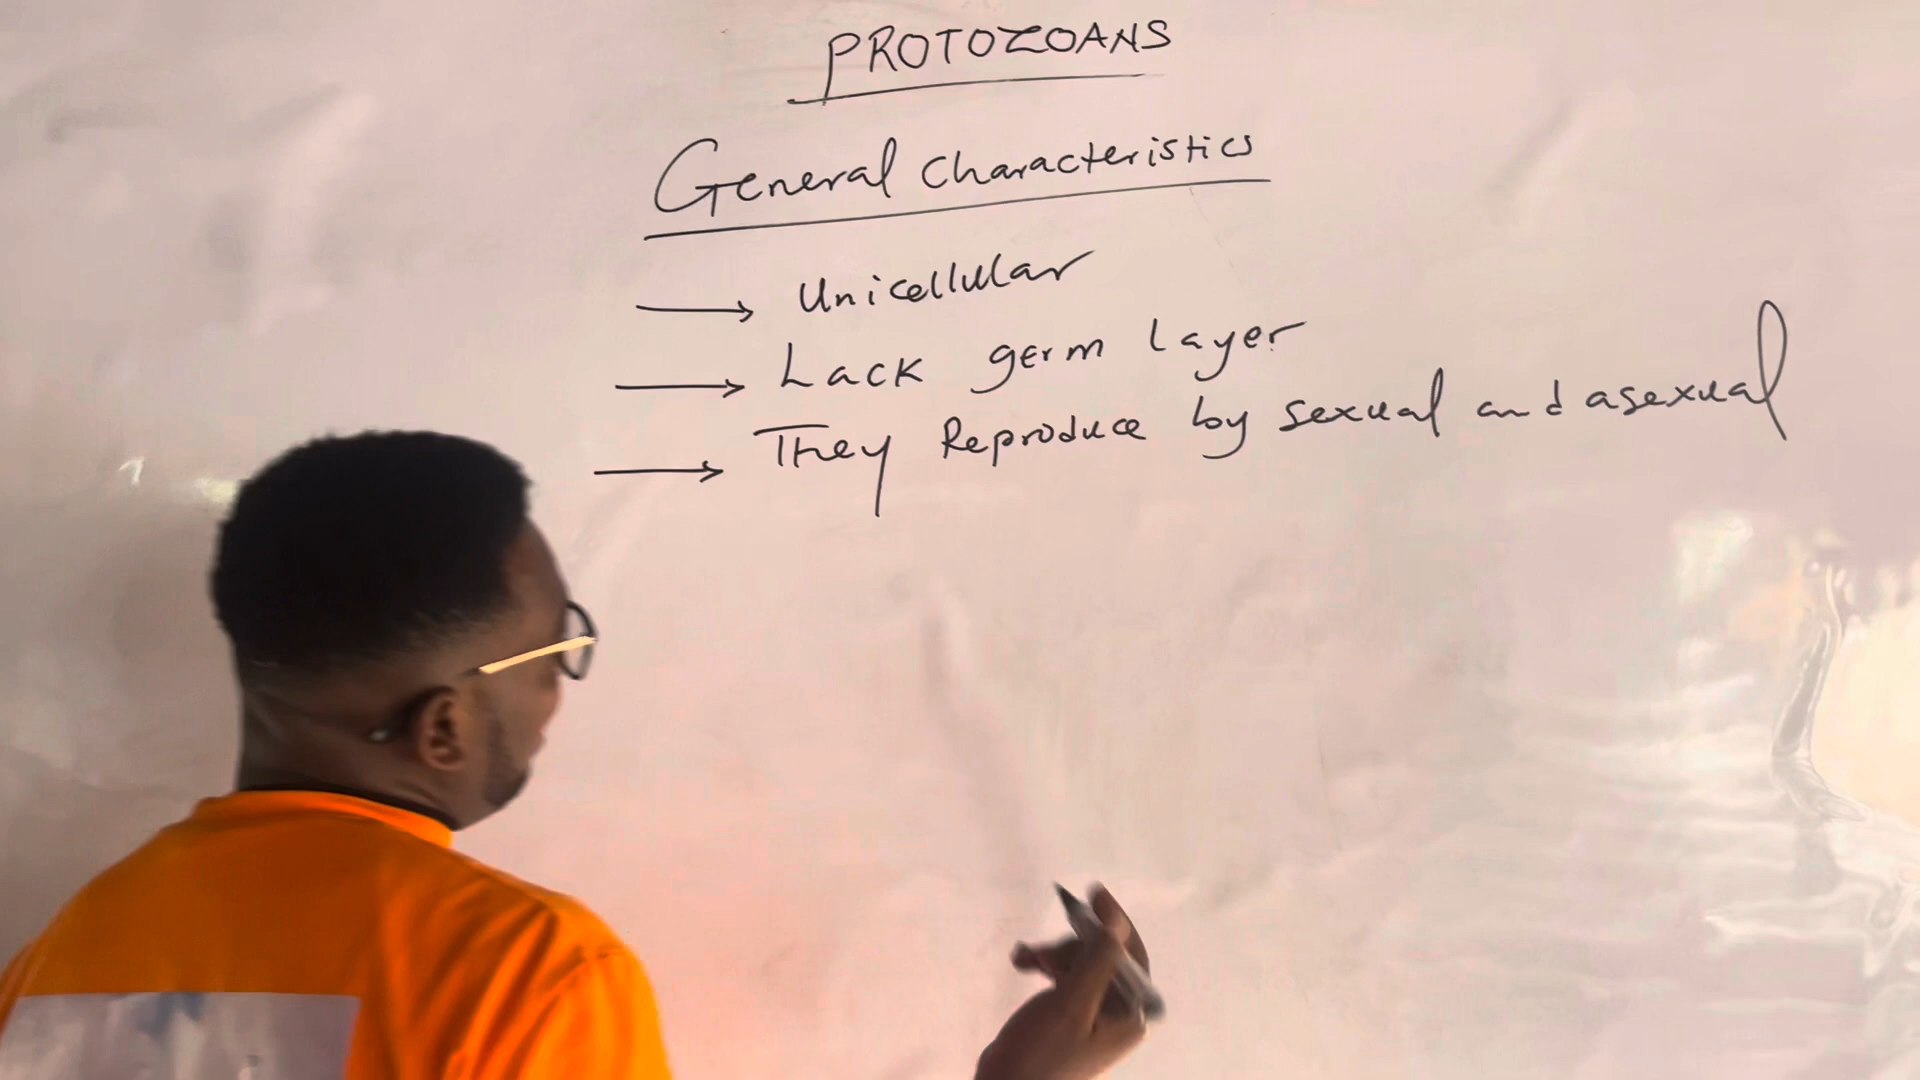 PROTOZOANS
General characteristics
→ Unicellular
→ Lack germ layer
→ They Reproduce by sexual and asexual